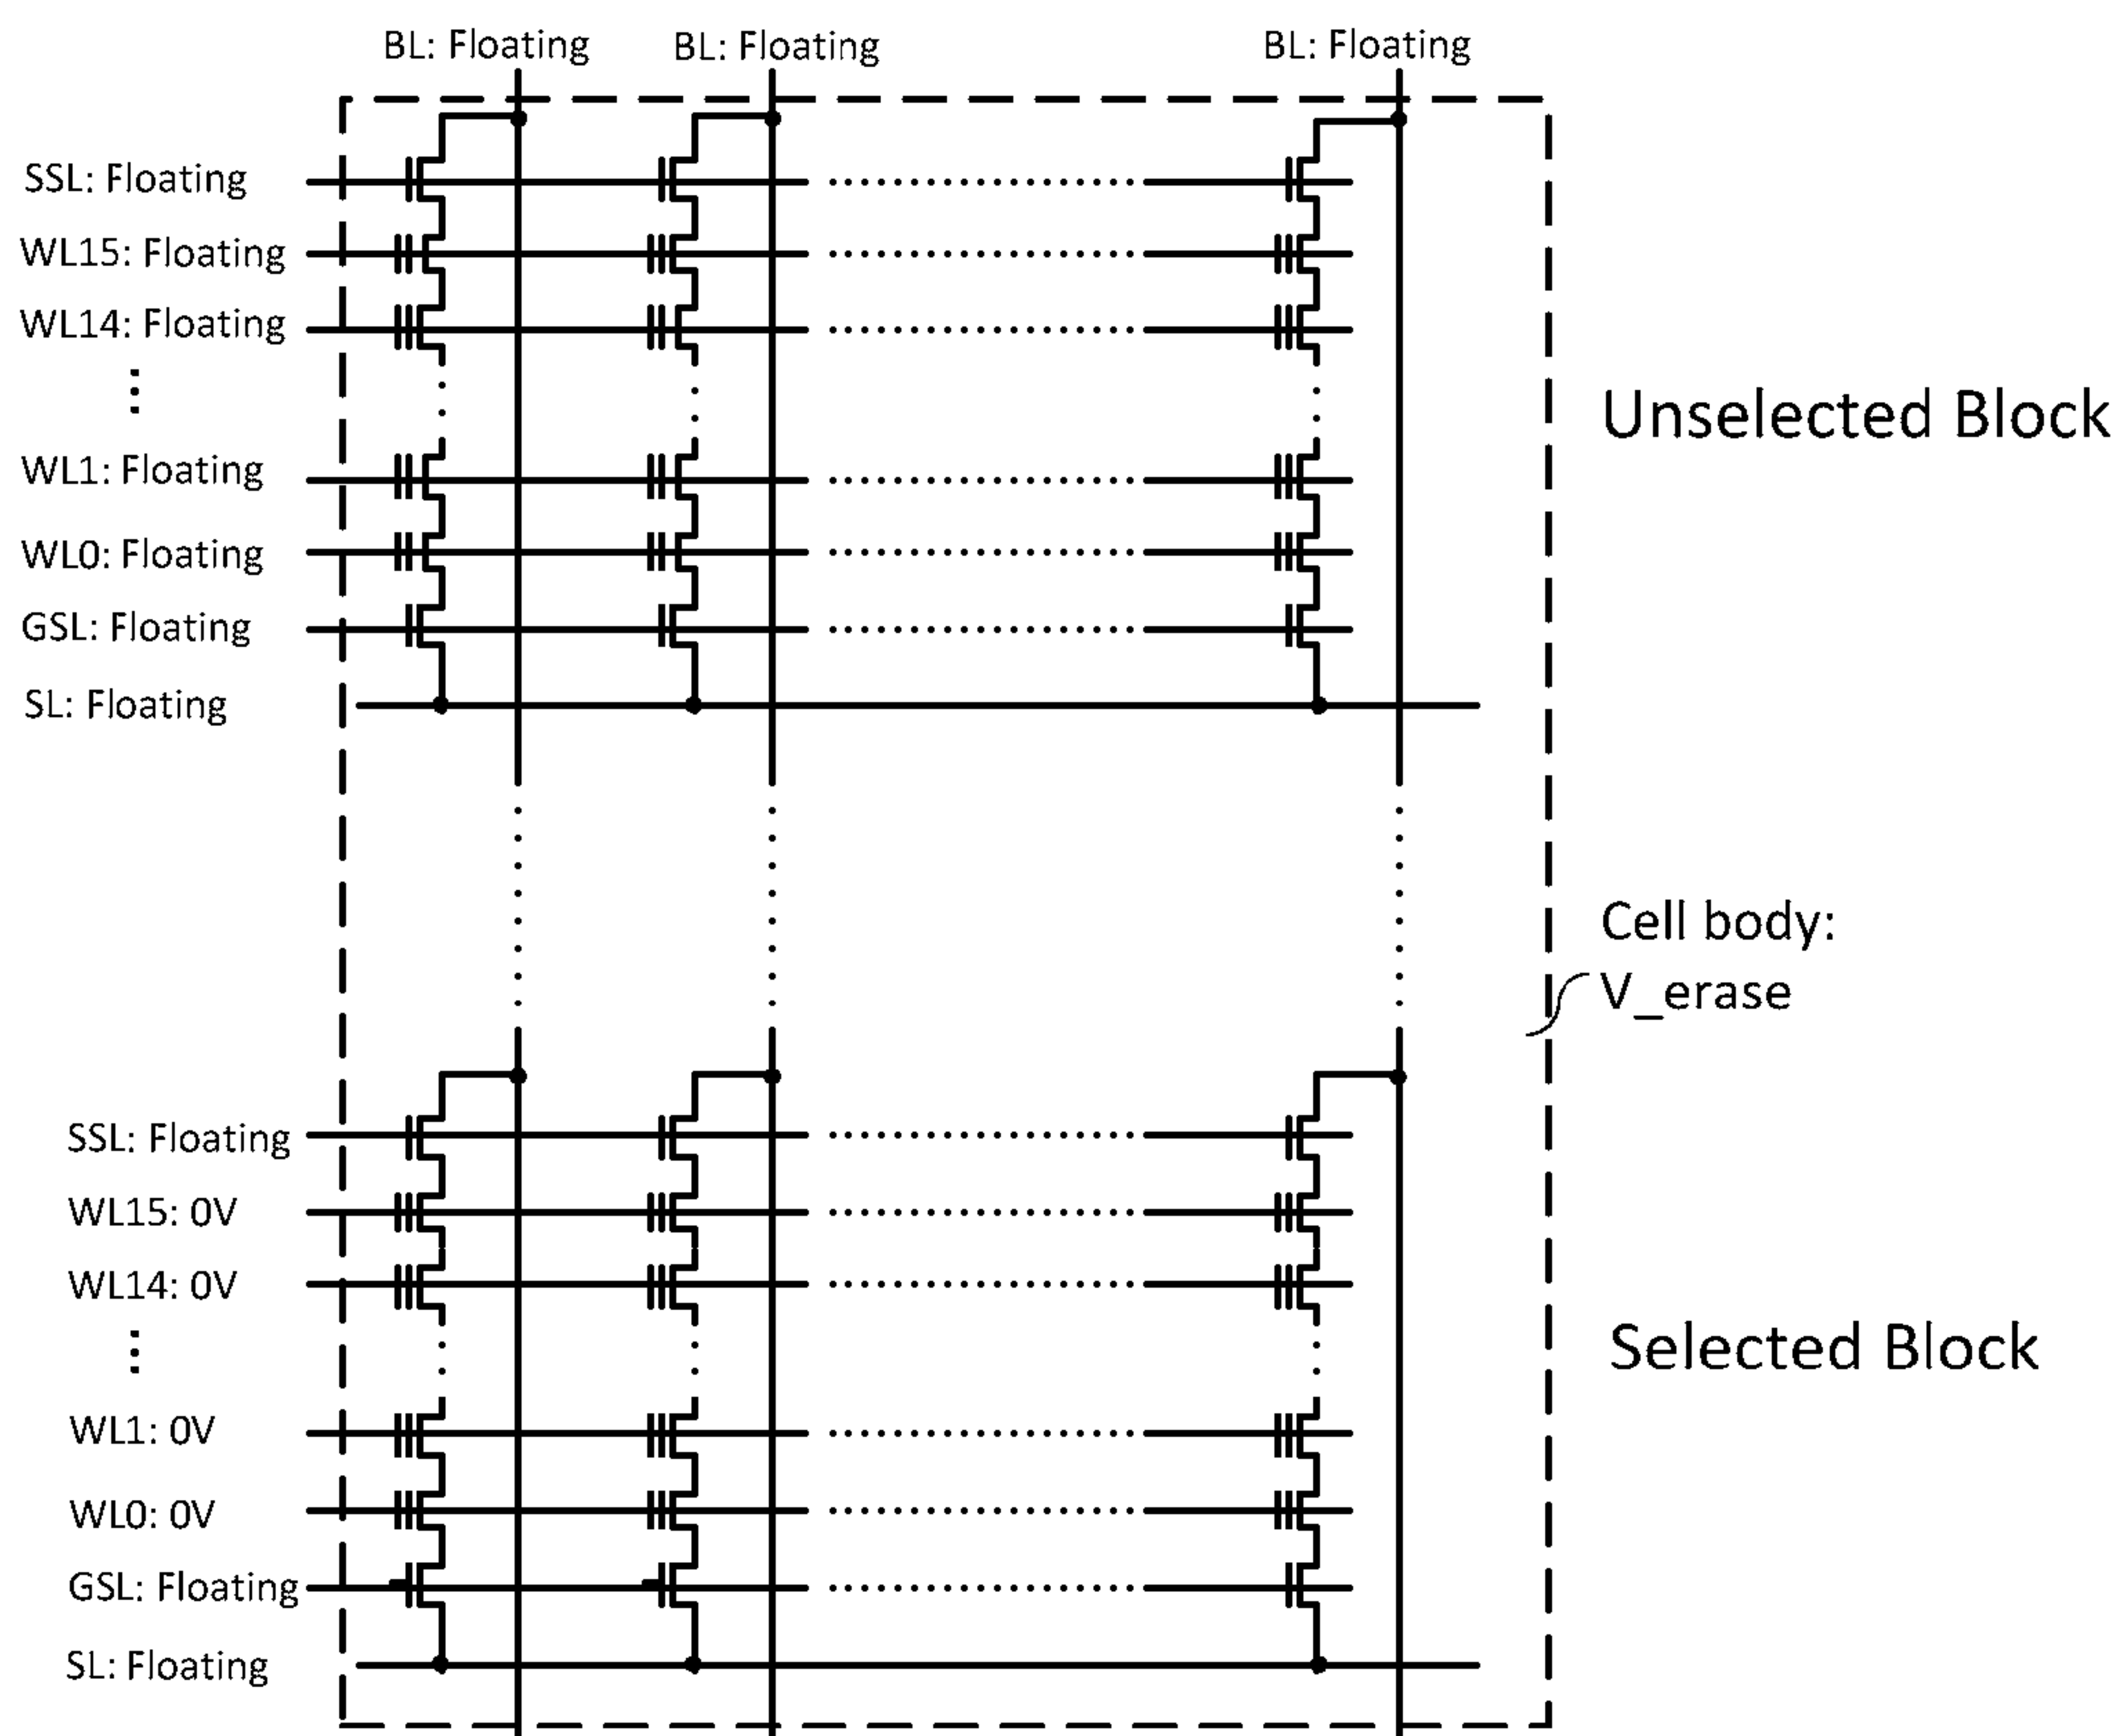 BL: Floating BL: Floating BL: Floating
SSL: Floating
WL15: Floating
WL14: Floating
⋮
Unselected Block
WL1: Floating
WL0: Floating
GSL: Floating
SL: Floating
Cell body:
V_erase
SSL: Floating
WL15: 0V
WL14: 0V
⋮
Selected Block
WL1: 0V
WL0: 0V
GSL: Floating
SL: Floating